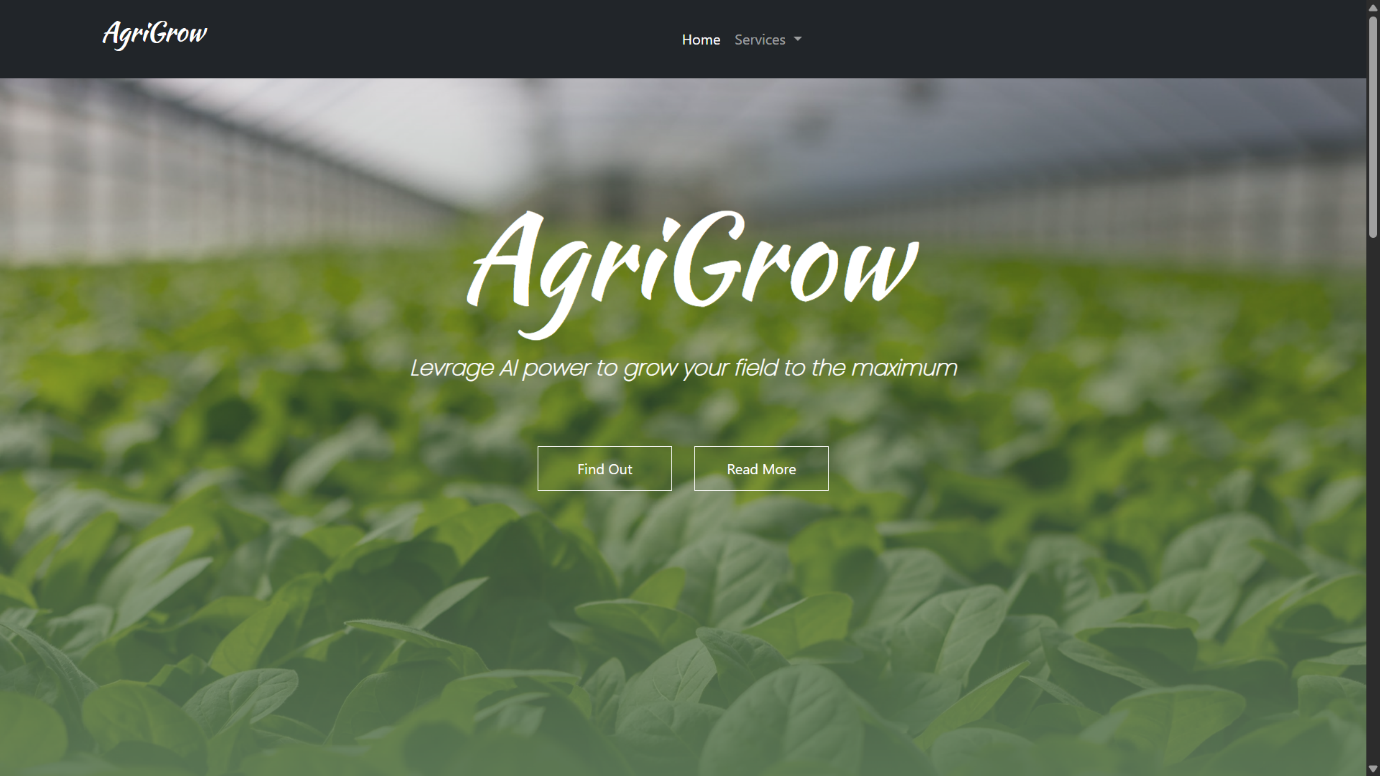 AgriGrow
Home Services
AgriGrow
Levrage AI power to grow your field to the maximum
Find Out Read More